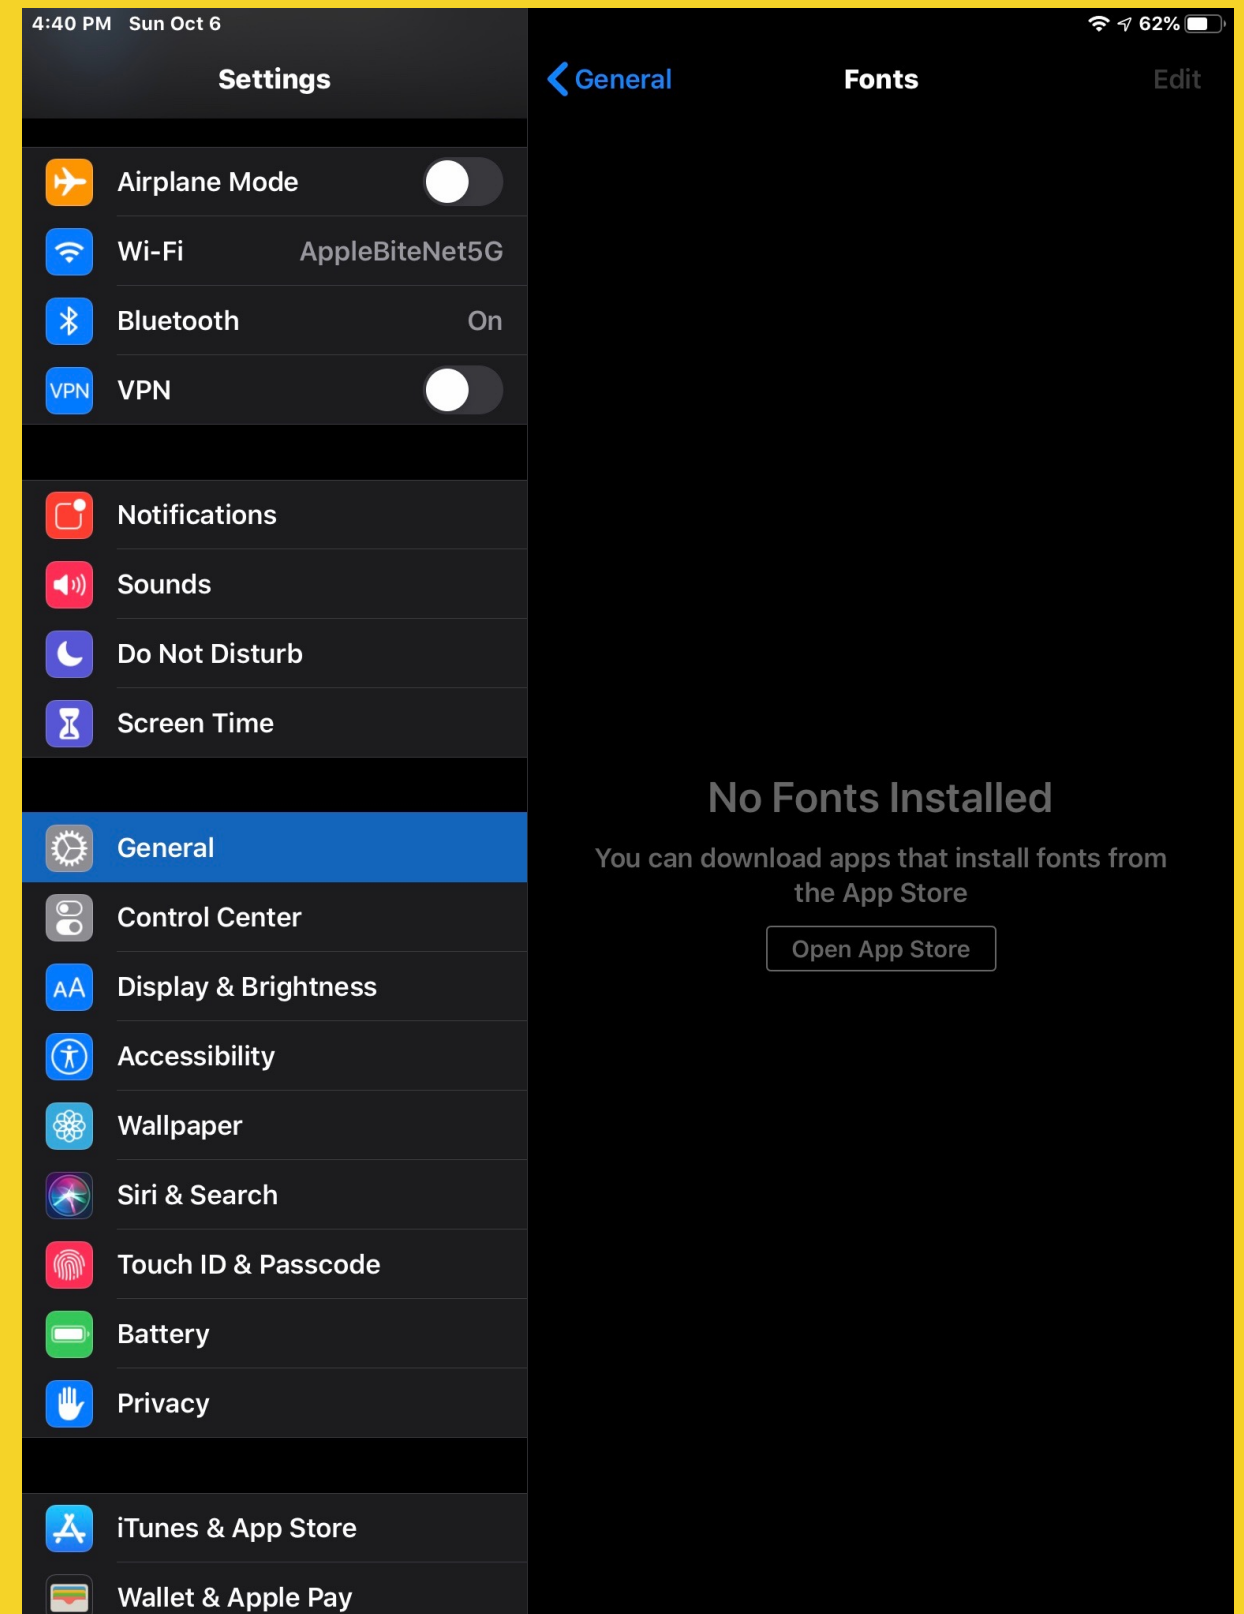 4:40 PM Sun Oct 6
62%
Settings
General
Fonts
Edit
Airplane Mode
Wi-Fi AppleBiteNet5G
Bluetooth On
VPN VPN
Notifications
Sounds
Do Not Disturb
Screen Time
General
Control Center
AA Display & Brightness
Accessibility
Wallpaper
Siri & Search
Touch ID & Passcode
Battery
Privacy
iTunes & App Store
Wallet & Apple Pay
No Fonts Installed
You can download apps that install fonts from
the App Store
Open App Store